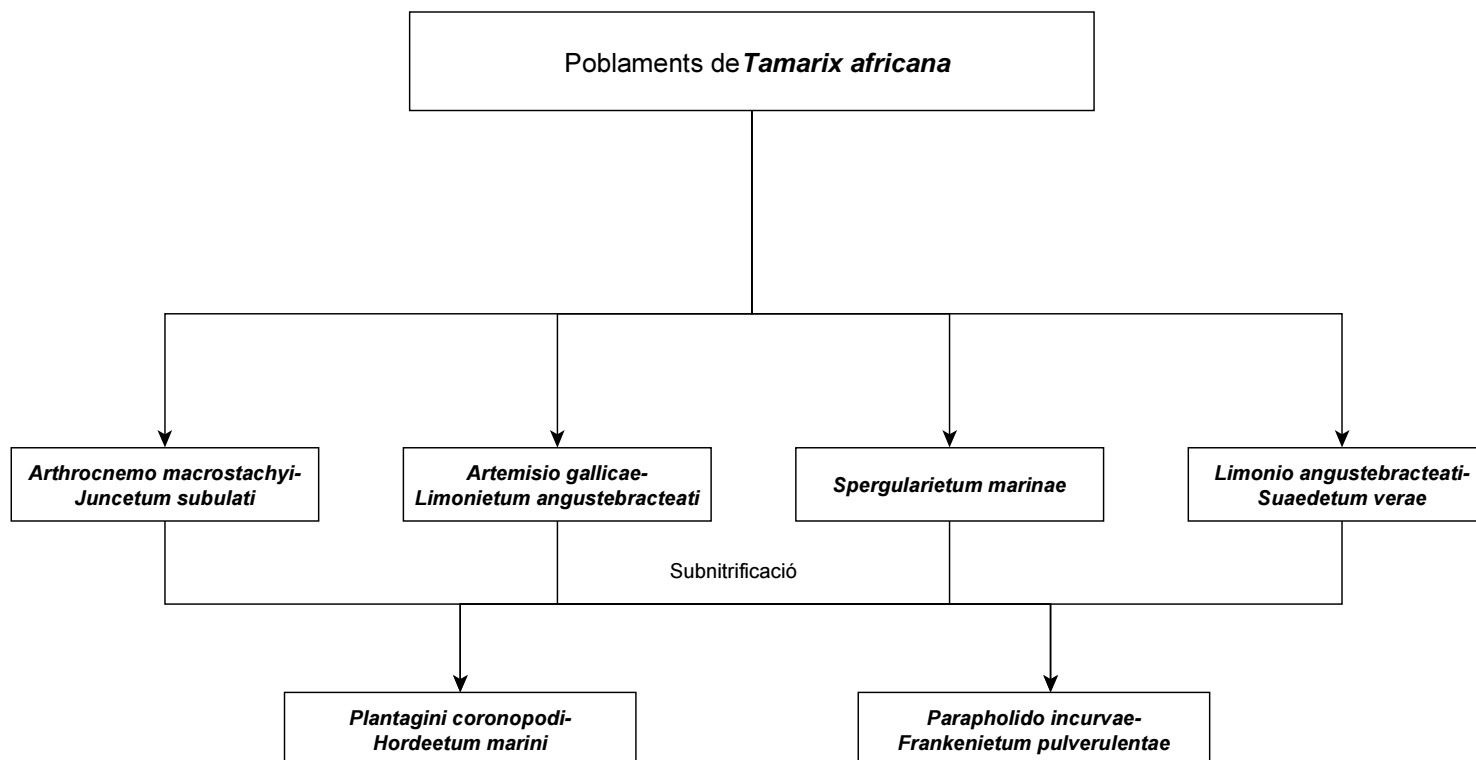 Poblaments de Tamarix africana
Arthrocnemo macrostachyi-
Juncetum subulati
Artemisio gallicae-
Limonietum angustebracteati
Spergularietum marinae
Limonio angustebracteati-
Suaedetum verae
Subnitrificació
Plantagini coronopodi-
Hordeetum marini
Parapholido incurvae-
Frankenietum pulverulentae